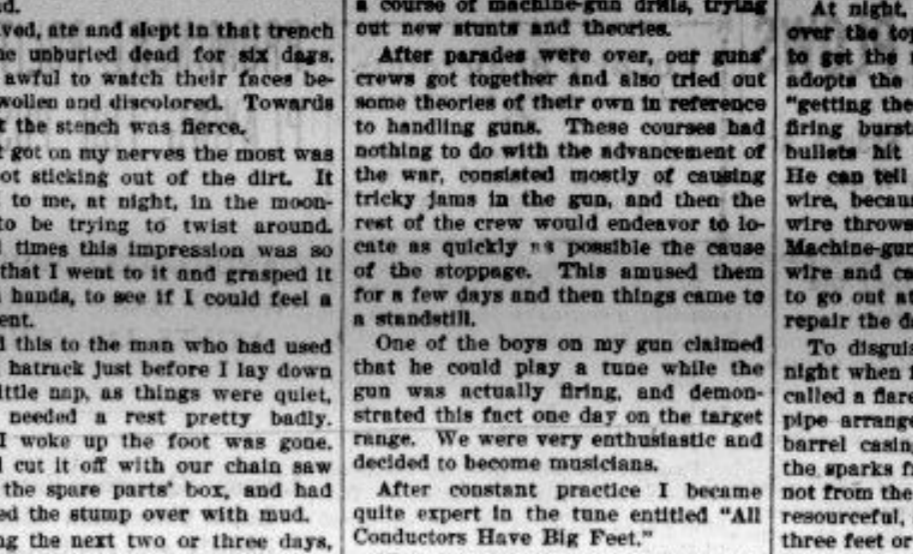 d.
ved, ate and slept in that trench
e unburied dead for six days.
awful to watch their faces be-
wollen and discolored. Towards
t the stench was fierce.
t got on my nerves the most was
ot sticking out of the dirt. It
to me, at night, in the moon-
to be trying to twist around.
l times this impression was so
that I went to it and grasped it
hands, to see if I could feel a
ent.
d this to the man who had used
hatrack just before I lay down
ittle nap, as things were quiet,
needed a rest pretty badly.
I woke up the foot was gone.
d cut it off with our chain saw
the spare parts' box, and had
ed the stump over with mud.
ng the next two or three days,
a course of machine-gun drills, trying
out new stunts and theories.
After parades were over, our guns'
crews got together and also tried out
some theories of their own in reference
to handling guns. These courses had
nothing to do with the advancement of
the war, consisted mostly of causing
tricky jams in the gun, and then the
rest of the crew would endeavor to lo-
cate as quickly as possible the cause
of the stoppage. This amused them
for a few days and then things came to
a standstill.
One of the boys on my gun claimed
that he could play a tune while the
gun was actually firing, and demon-
strated this fact one day on the target
range. We were very enthusiastic and
decided to become musicians.
After constant practice I became
quite expert in the tune entitled "All
Conductors Have Big Feet."
At night,
over the top
to get the
adopts the
"getting the
firing burst
bullets hit
He can tell
wire, becau
wire throws
Machine-gun
wire and ca
to go out at
repair the d
To disguis
night when
called a flare
pipe arrange
barrel casin
the sparks f
not from the
resourceful,
three feet or